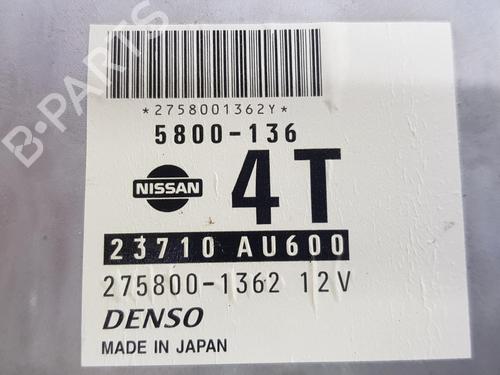 *2758001362Y*
5800-136
NISSAN
4T
23710 AU600
275800-1362 12V
DENSO
MADE IN JAPAN
B-PARTS